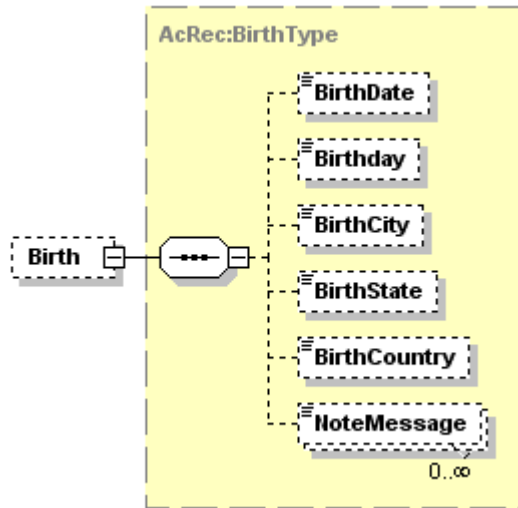 AcRec:BirthType
BirthDate
Birthday
BirthCity
Birth
BirthState
BirthCountry
NoteMessage
0..∞